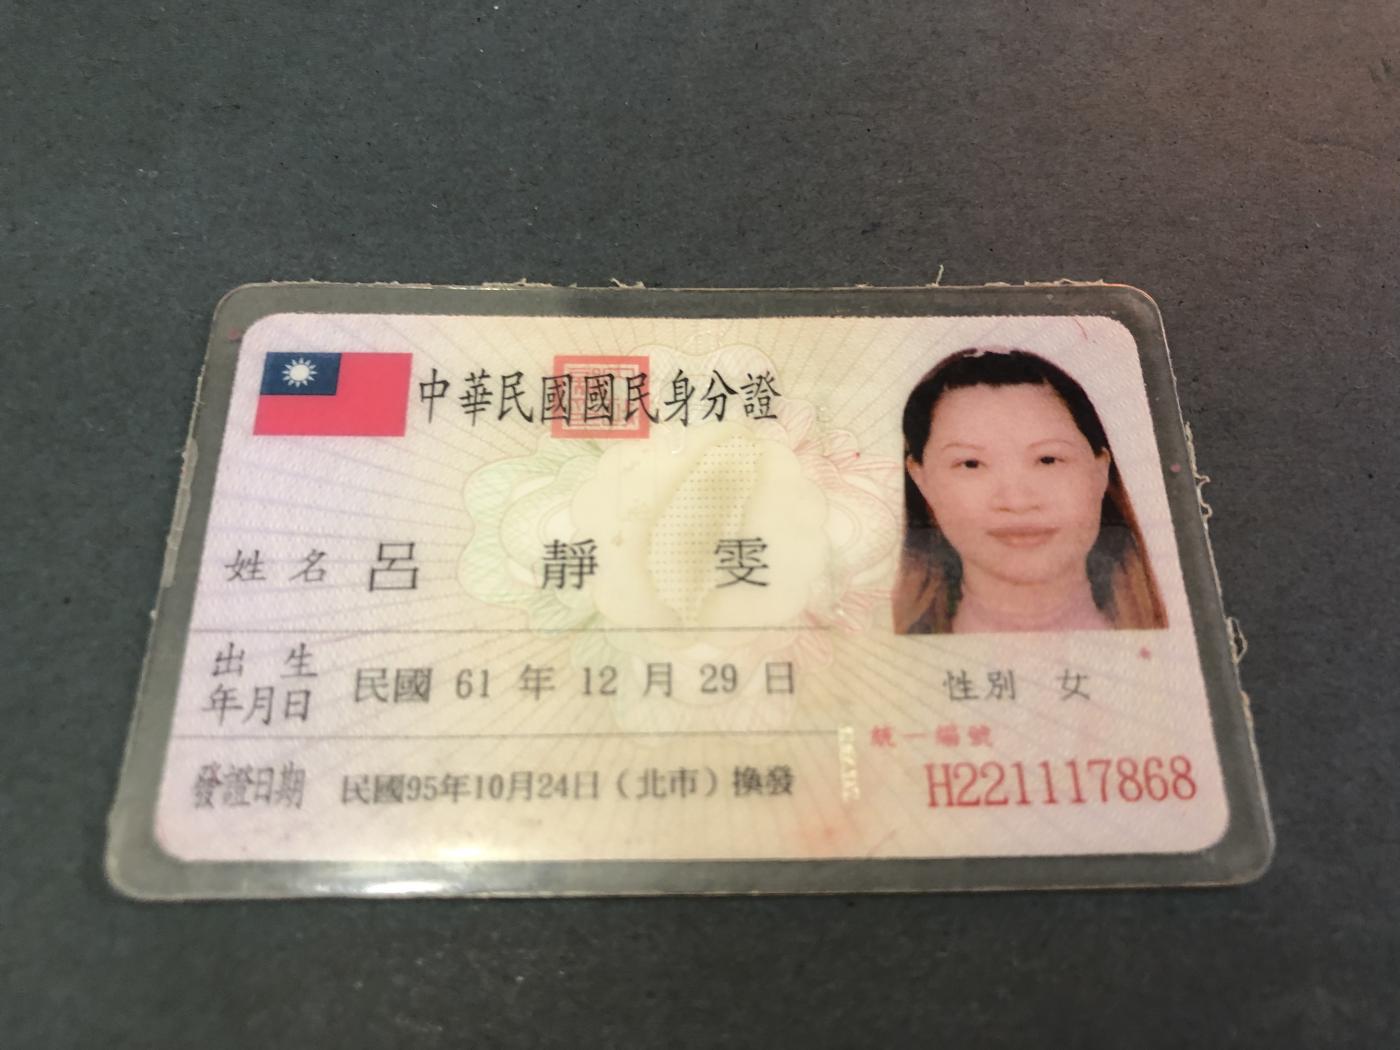 中華民國國民身分證
姓名 呂靜雯
出生年月日 民國 61 年 12 月 29 日
性別 女
發證日期 民國95年10月24日（北市）換發
統一編號
H221117868